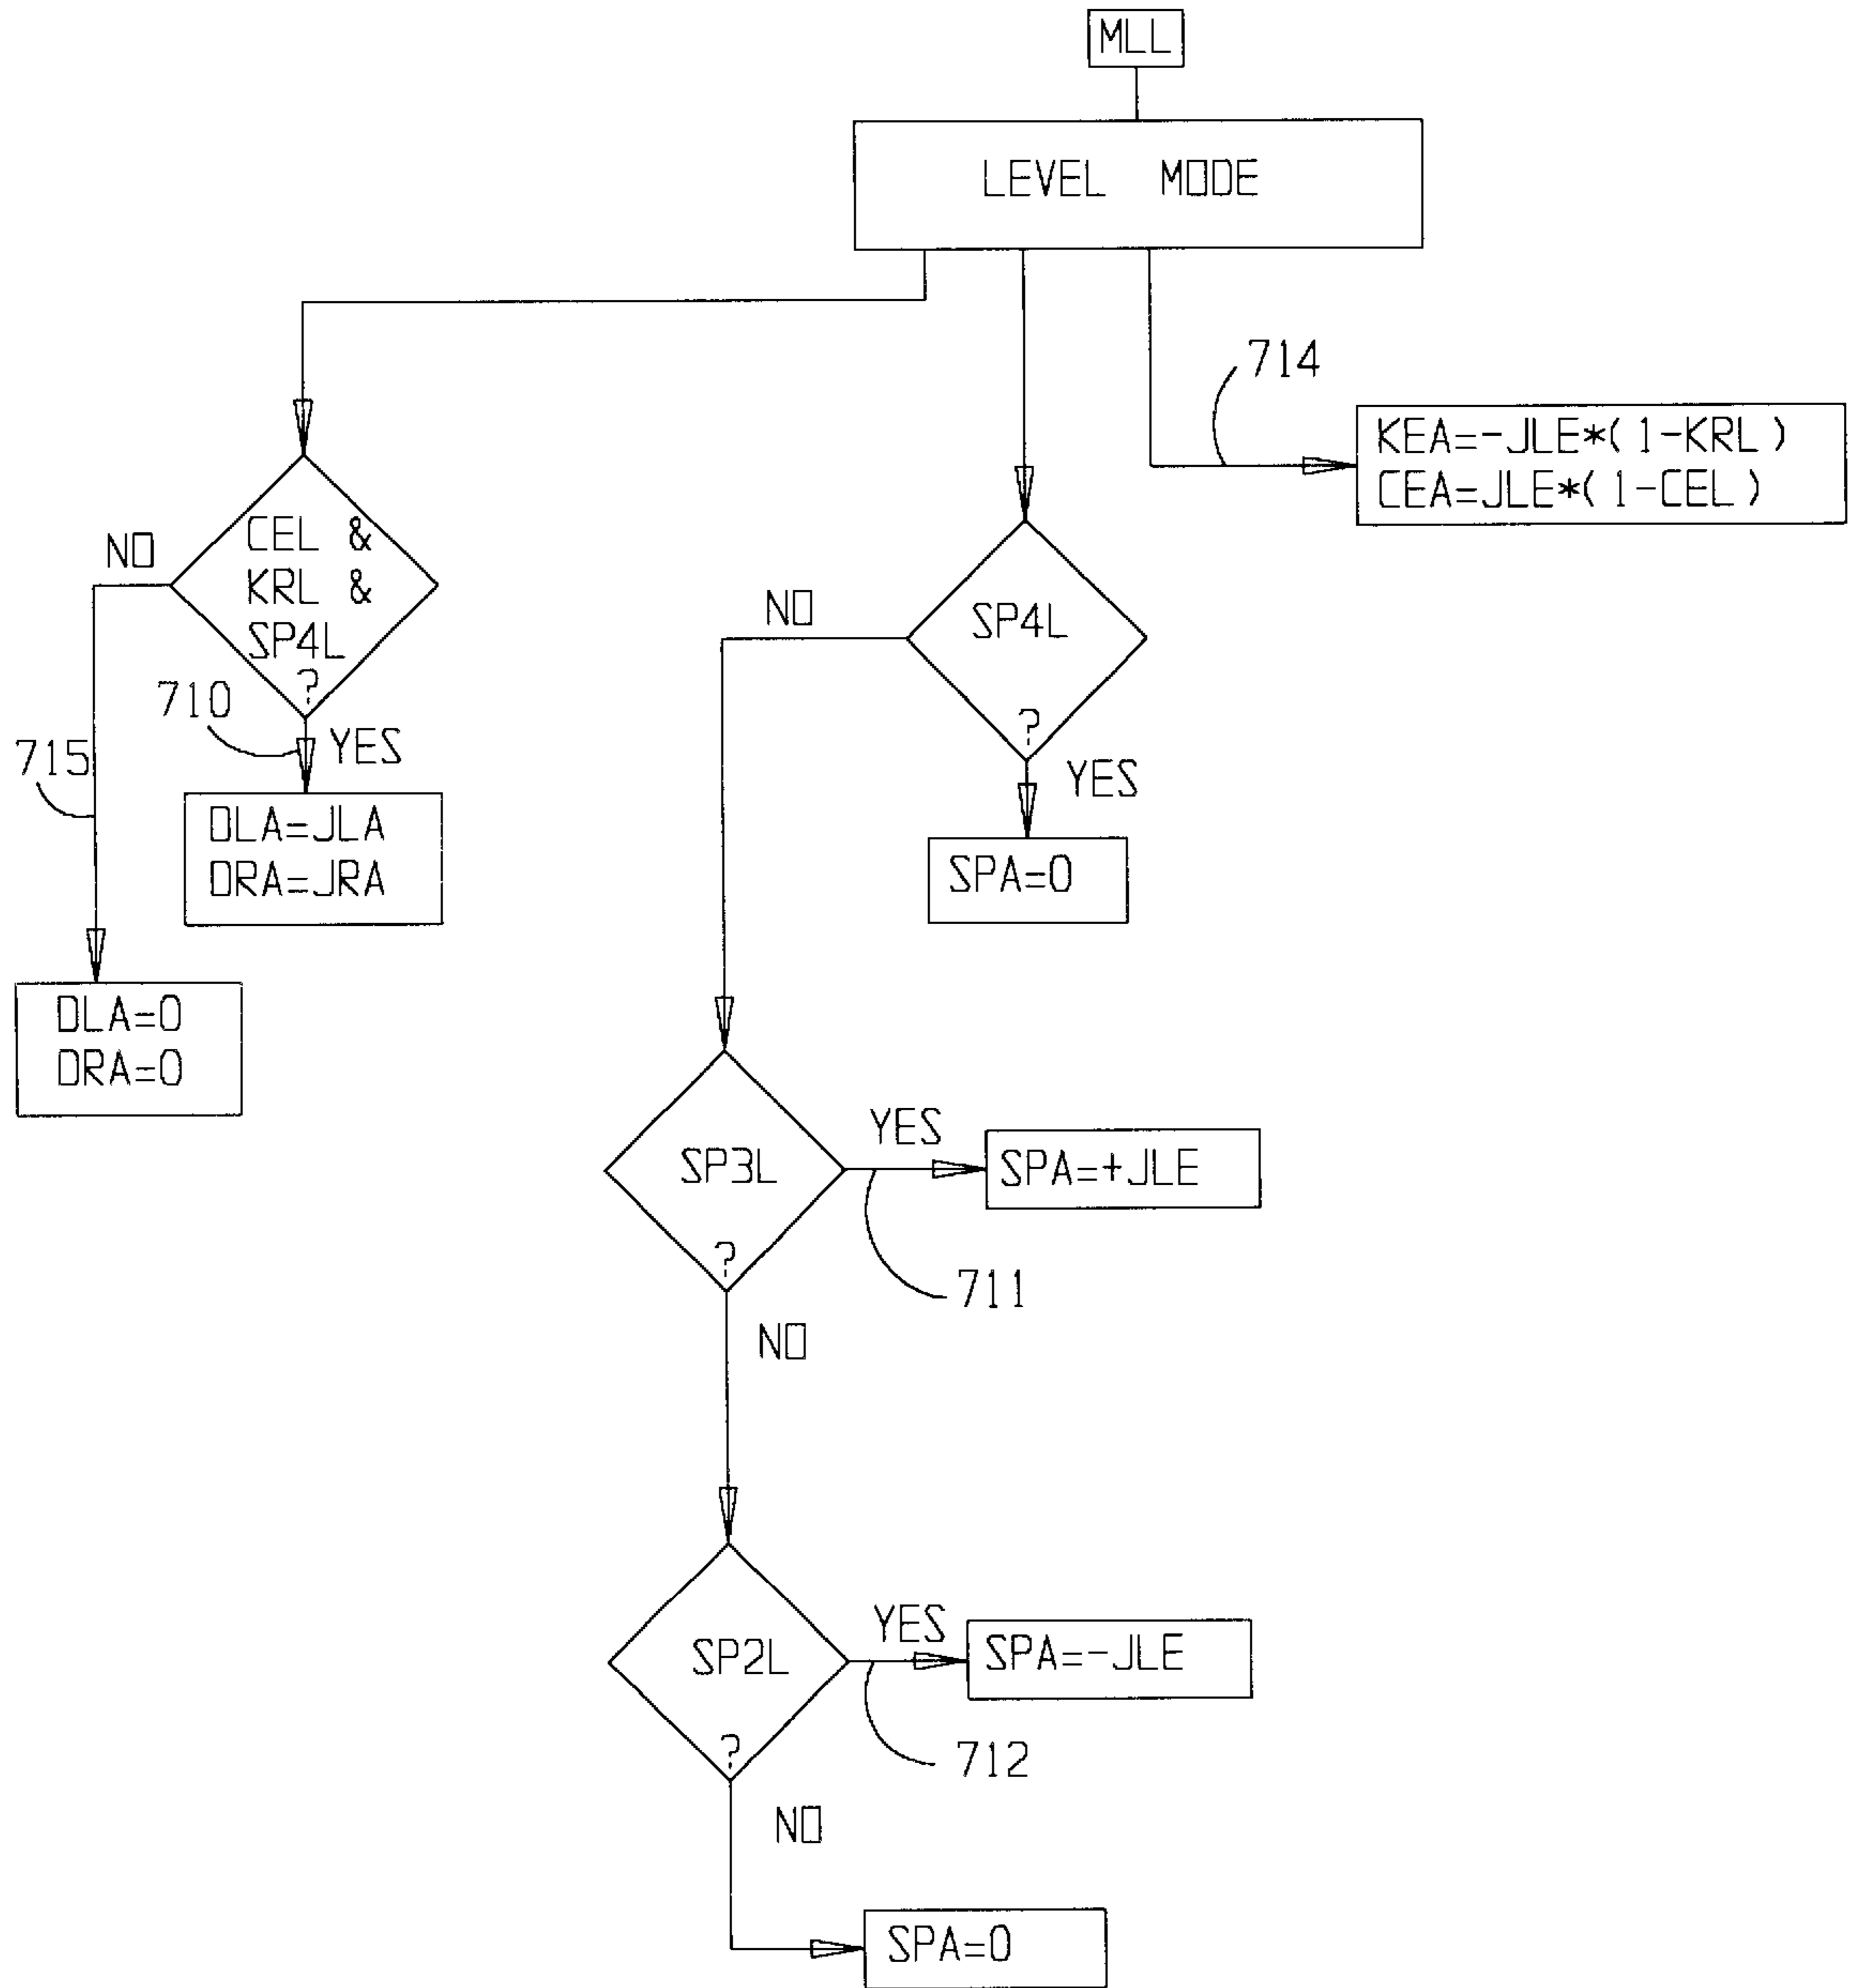 MLL
LEVEL MODE
714
KEA=-JLE*(1-KRL)
CEA=JLE*(1-CEL)
NO
CEL &
KRL &
SP4L
?
710
YES
715
DLA=JLA
DRA=JRA
DLA=0
DRA=0
NO
SP4L
?
YES
SPA=0
SP3L
?
YES
SPA=+JLE
711
NO
SP2L
?
YES
SPA=-JLE
712
NO
SPA=0